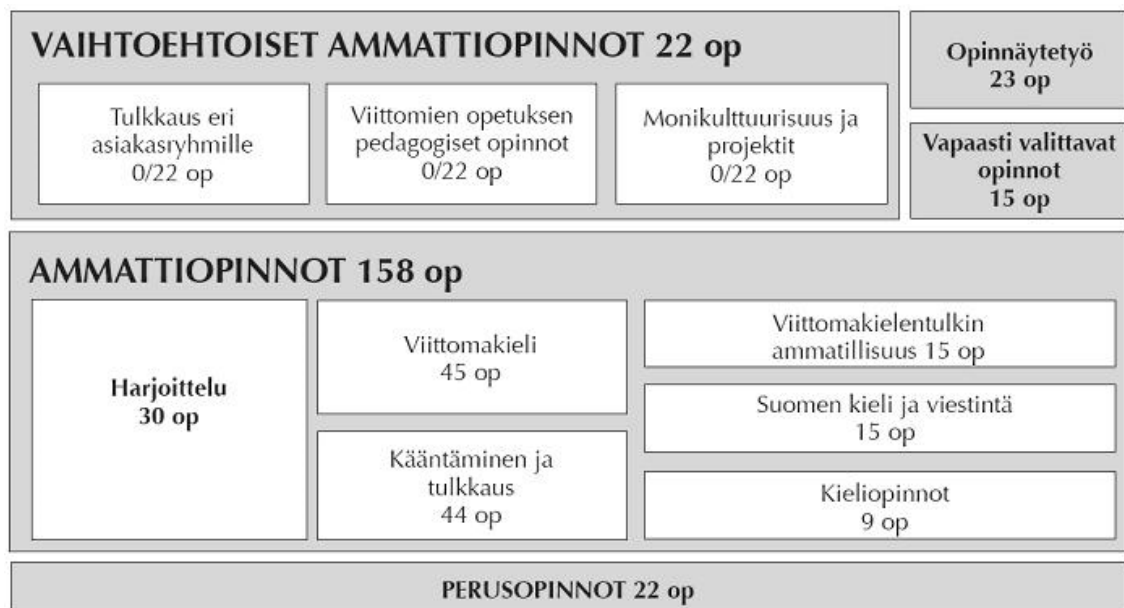 VAIHTOEHTOISET AMMATTIOPINNOT 22 op
Tulkkaus eri
asiakasryhmille
0/22 op
Viittomien opetuksen
pedagogiset opinnot
0/22 op
Monikulttuurisuus ja
projektit
0/22 op
Opinnäytetyö
23 op
Vapaasti valittavat
opinnot
15 op
AMMATTIOPINNOT 158 op
Harjoittelu
30 op
Viittomakieli
45 op
Kääntäminen ja
tulkkaus
44 op
Viittomakielentulkin
ammatillisuus 15 op
Suomen kieli ja viestintä
15 op
Kieliopinnot
9 op
PERUSOPINNOT 22 op